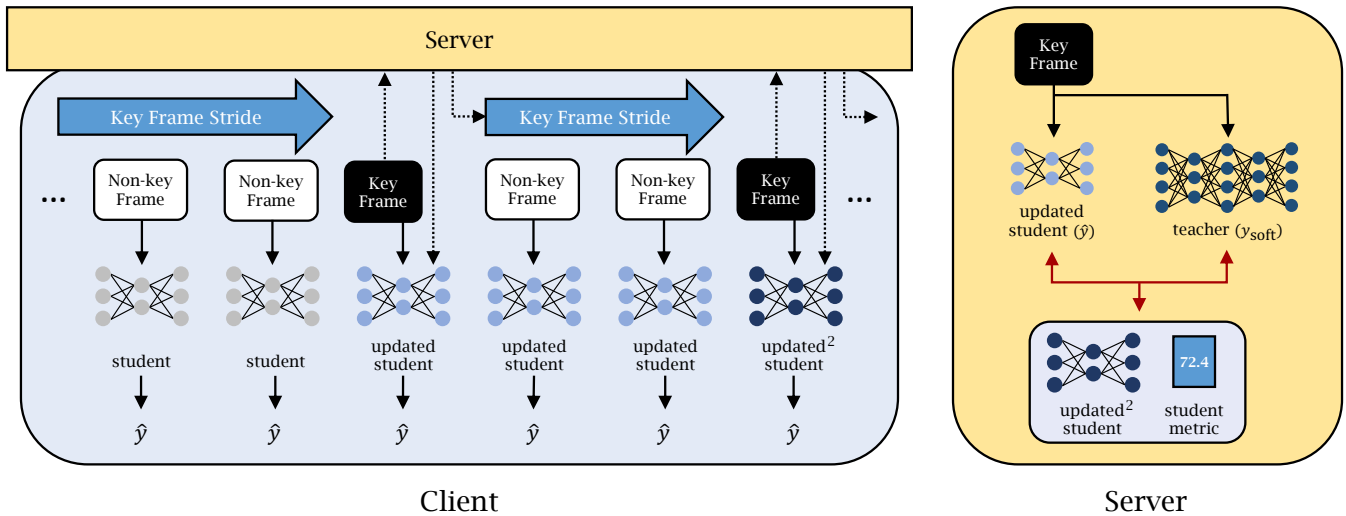 Server
Key Frame Stride
Key Frame Stride
Non-key
Frame
Non-key
Frame
Key
Frame
Non-key
Frame
Non-key
Frame
Key
Frame
...
...
student
student
updated
student
updated
student
updated
student
updated²
student
ŷ
ŷ
ŷ
ŷ
ŷ
ŷ
Client
Key
Frame
updated
student (ŷ)
teacher (y_soft)
72.4
updated²
student
student
metric
Server